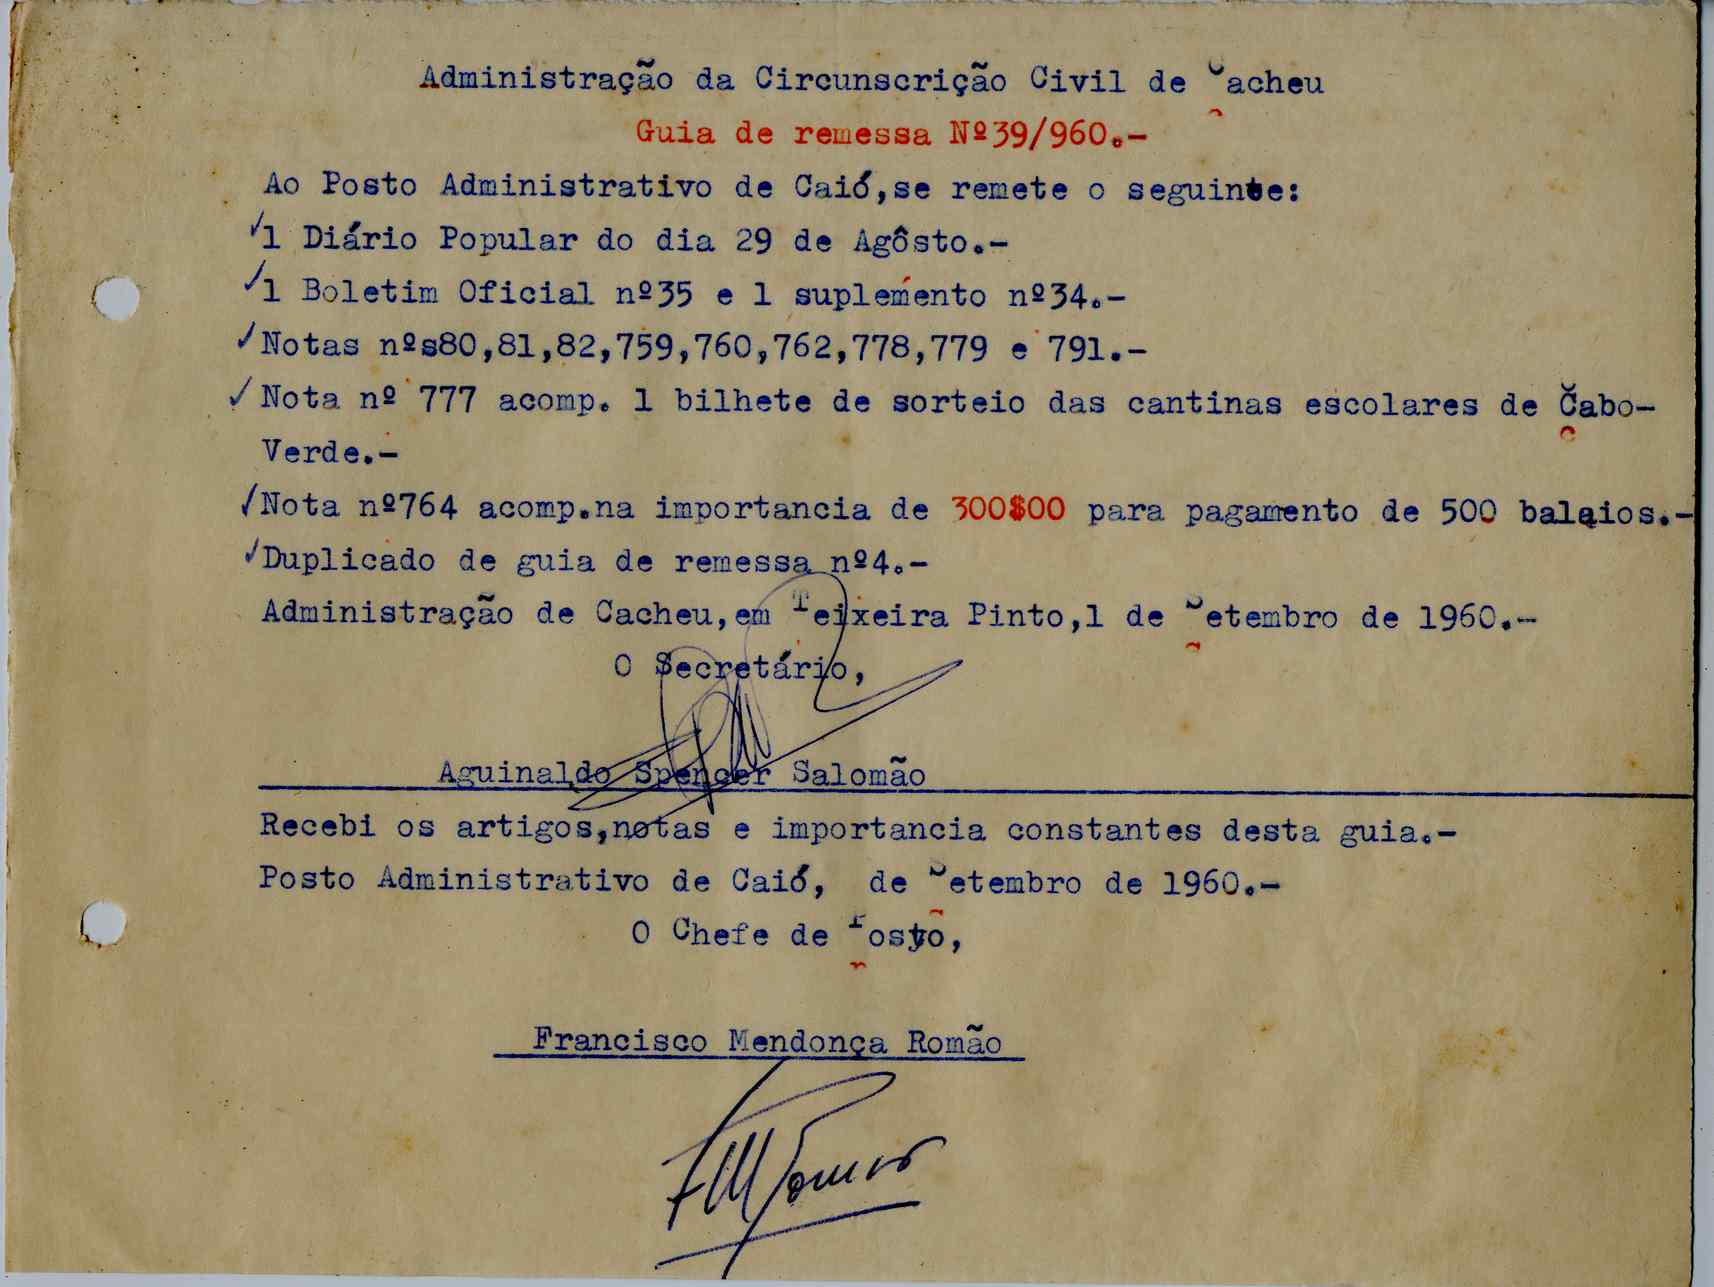 Administração da Circunscrição Civil de Cacheu
Guia de remessa Nº39/960.-
Ao Posto Administrativo de Caió,se remete o seguinte:
✓1 Diário Popular do dia 29 de Agôsto.-
✓1 Boletim Oficial nº35 e 1 suplemento nº34.-
✓Notas nºs80,81,82,759,760,762,778,779 e 791.-
✓Nota nº 777 acomp. 1 bilhete de sorteio das cantinas escolares de Cabo-
Verde.-
✓Nota nº764 acomp.na importancia de 300$00 para pagamento de 500 balaios.-
✓Duplicado de guia de remessa nº4.-
Administração de Cacheu,em Teixeira Pinto,1 de Setembro de 1960.-
O Secretário,
Aguinaldo Spencer Salomão
Recebi os artigos,notas e importancia constantes desta guia.-
Posto Administrativo de Caió, de Setembro de 1960.-
O Chefe de Posto,
Francisco Mendonça Romão